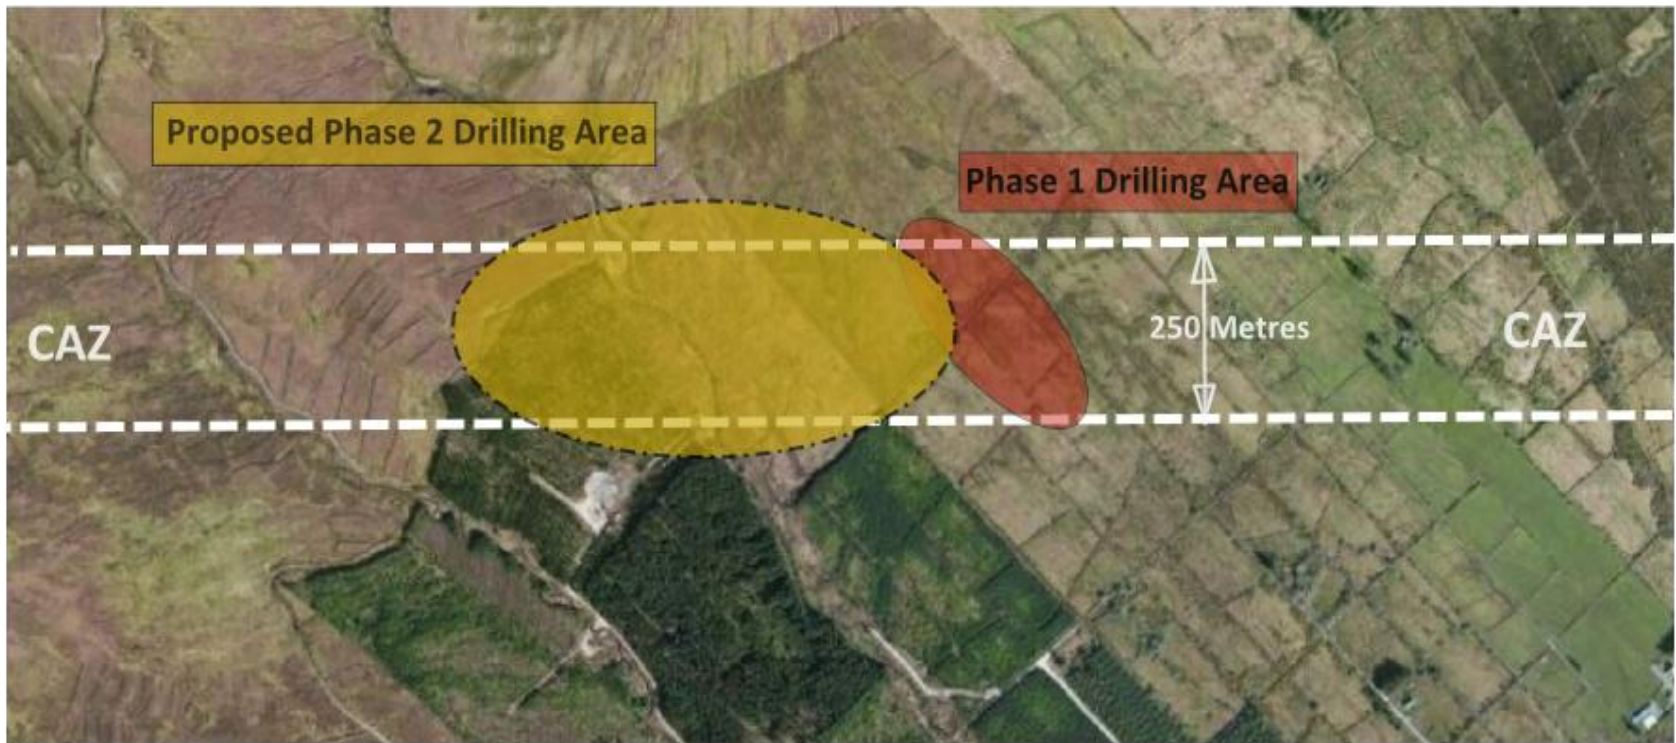 Proposed Phase 2 Drilling Area
Phase 1 Drilling Area
CAZ
250 Metres
CAZ